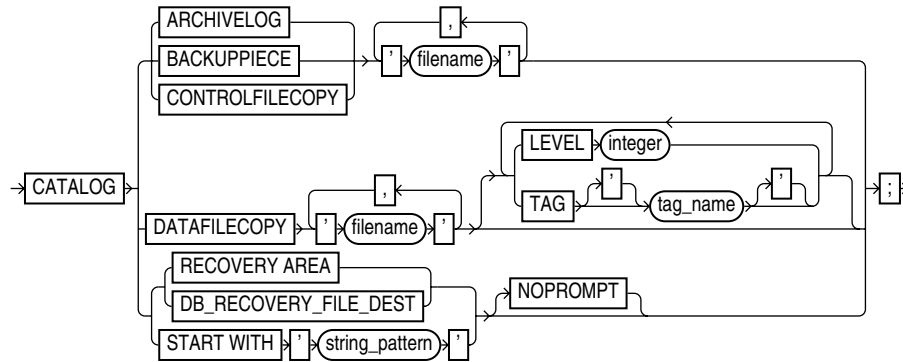 ARCHIVELOG
,
BACKUPPIECE ' filename '
CONTROLFILECOPY
LEVEL integer
CATALOG
, ' ' ;
TAG tag_name
DATAFILECOPY ' filename '
RECOVERY AREA
NOPROMPT
DB_RECOVERY_FILE_DEST
START WITH ' string_pattern '